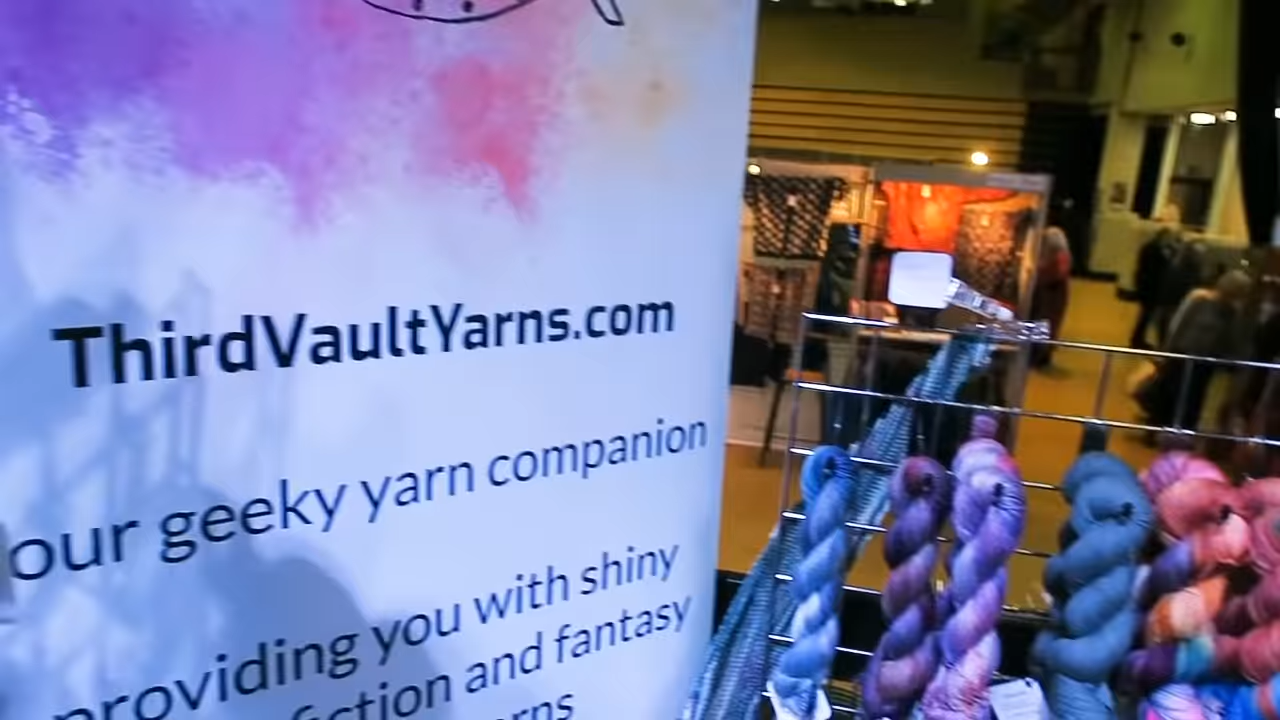 ThirdVaultYarns.com
our geeky yarn companion
providing you with shiny
fiction and fantasy